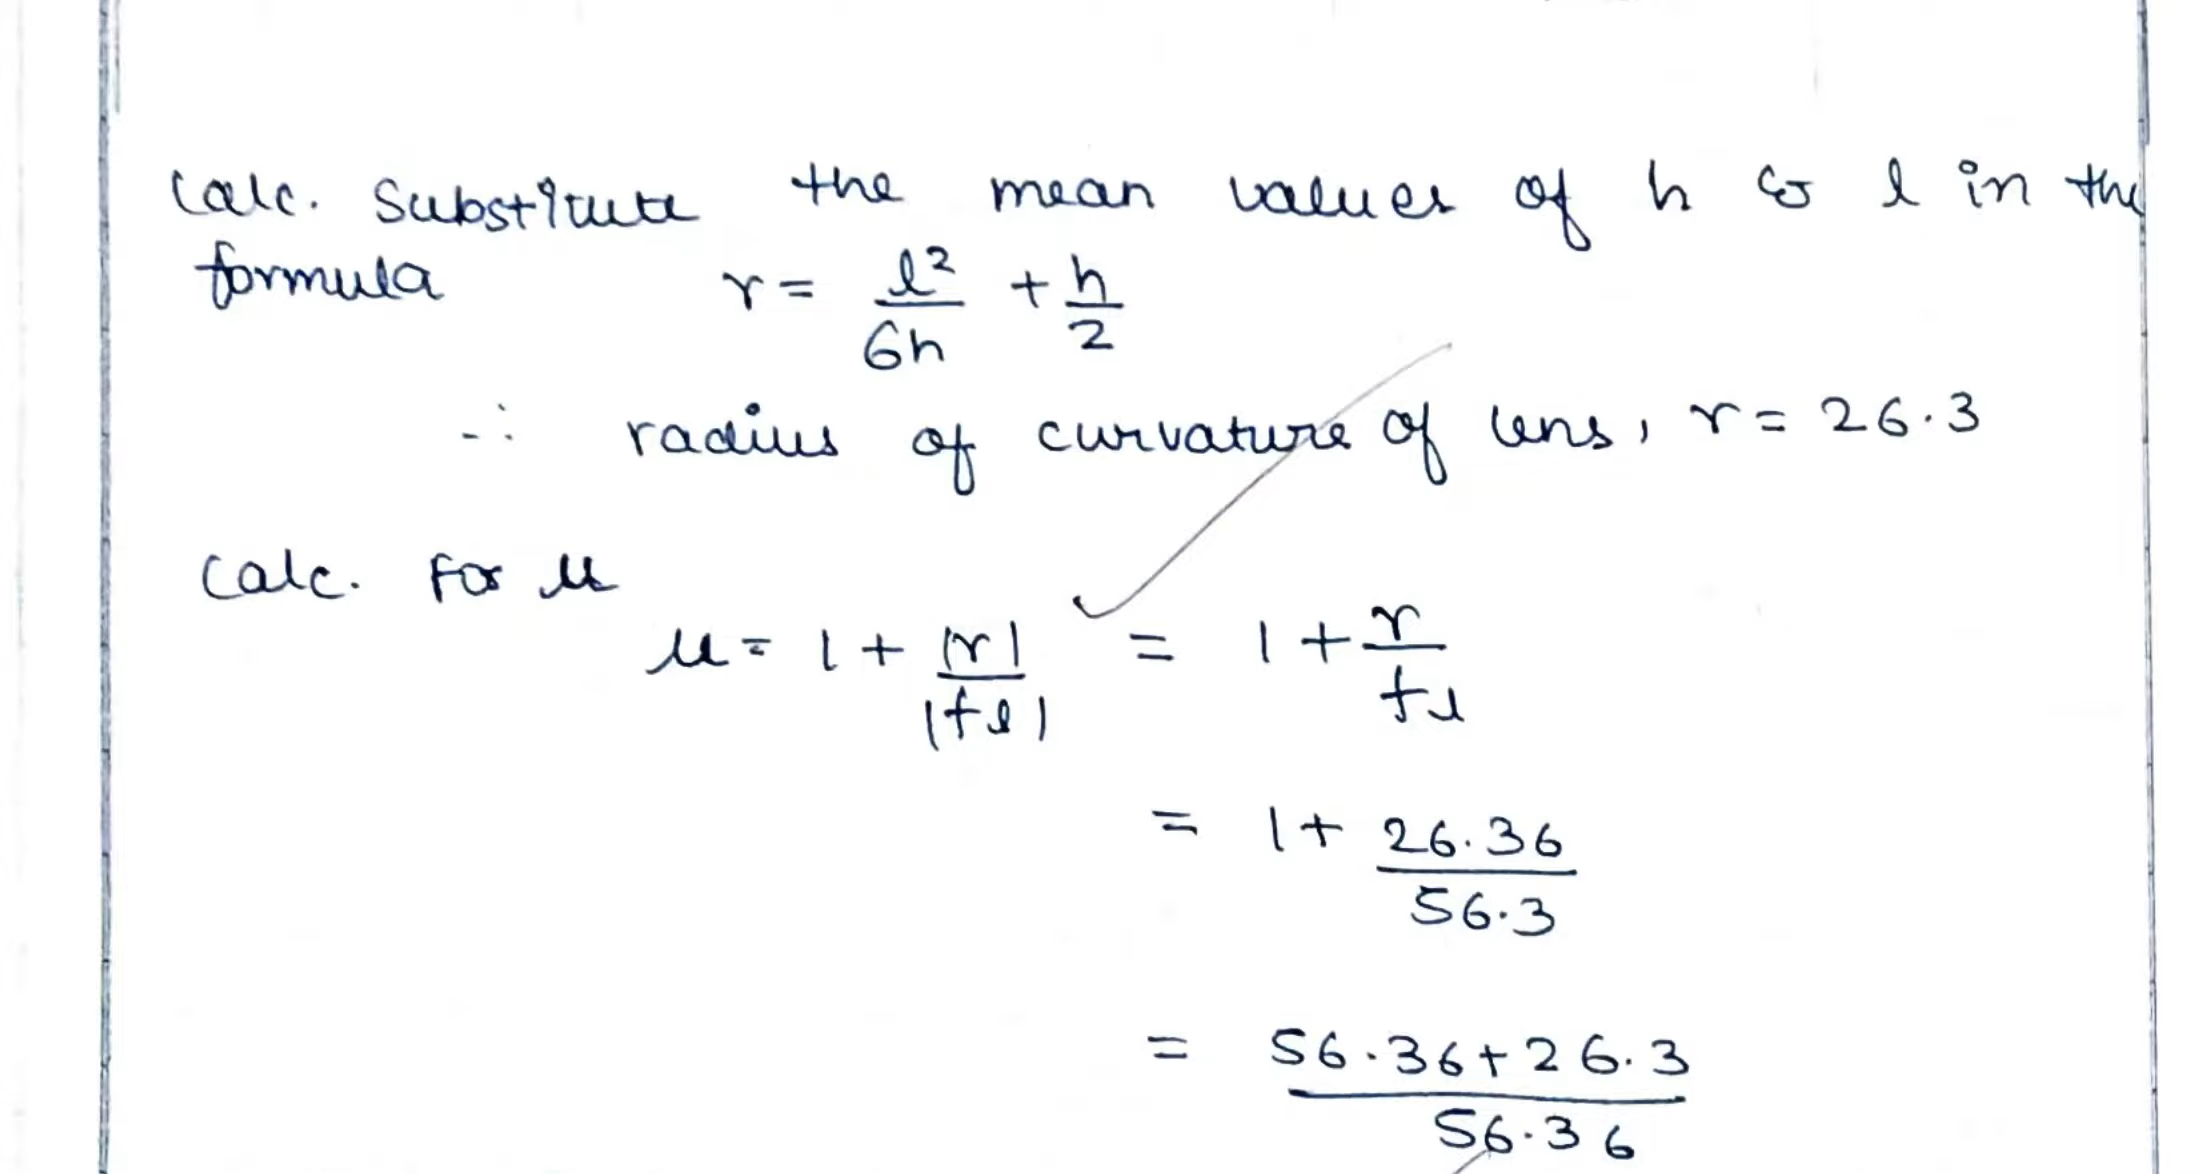 Calc. Substitute the mean values of h & l in the
formula r = l²/6h + h/2
∴ radius of curvature of lens, r = 26.3
Calc. For μ
μ = 1 + |r|/|fl| = 1 + r/fl
= 1 + 26.36/56.3
= 56.36 + 26.3/56.36